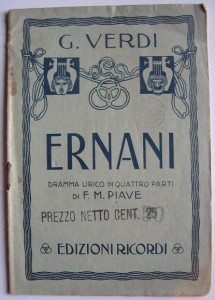 G. VERDI
ERNANI
DRAMMA LIRICO IN QUATTRO PARTI
DI F. M. PIAVE
PREZZO NETTO CENT. 25
EDIZIONI RICORDI